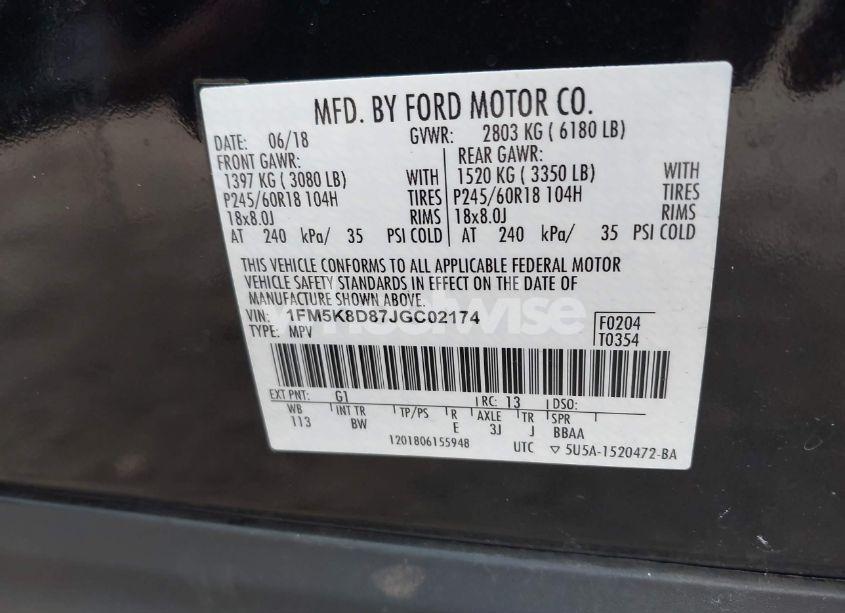 MFD. BY FORD MOTOR CO.
DATE: 06/18 GVWR: 2803 KG ( 6180 LB)
FRONT GAWR: REAR GAWR:
1397 KG ( 3080 LB) WITH 1520 KG ( 3350 LB) WITH
P245/60R18 104H TIRES P245/60R18 104H TIRES
18x8.0J RIMS 18x8.0J RIMS
AT 240 kPa/ 35 PSI COLD AT 240 kPa/ 35 PSI COLD
THIS VEHICLE CONFORMS TO ALL APPLICABLE FEDERAL MOTOR
VEHICLE SAFETY STANDARDS IN EFFECT ON THE DATE OF
MANUFACTURE SHOWN ABOVE.
VIN: 1FM5K8D87JGC02174 F0204
TYPE: MPV T0354
EXT PNT: G1 RC: 13 DSO:
WB INT TR TP/PS R AXLE TR SPR
113 BW E 3J J BBAA
1201806155948 UTC ▽ 5U5A-1520472-BA